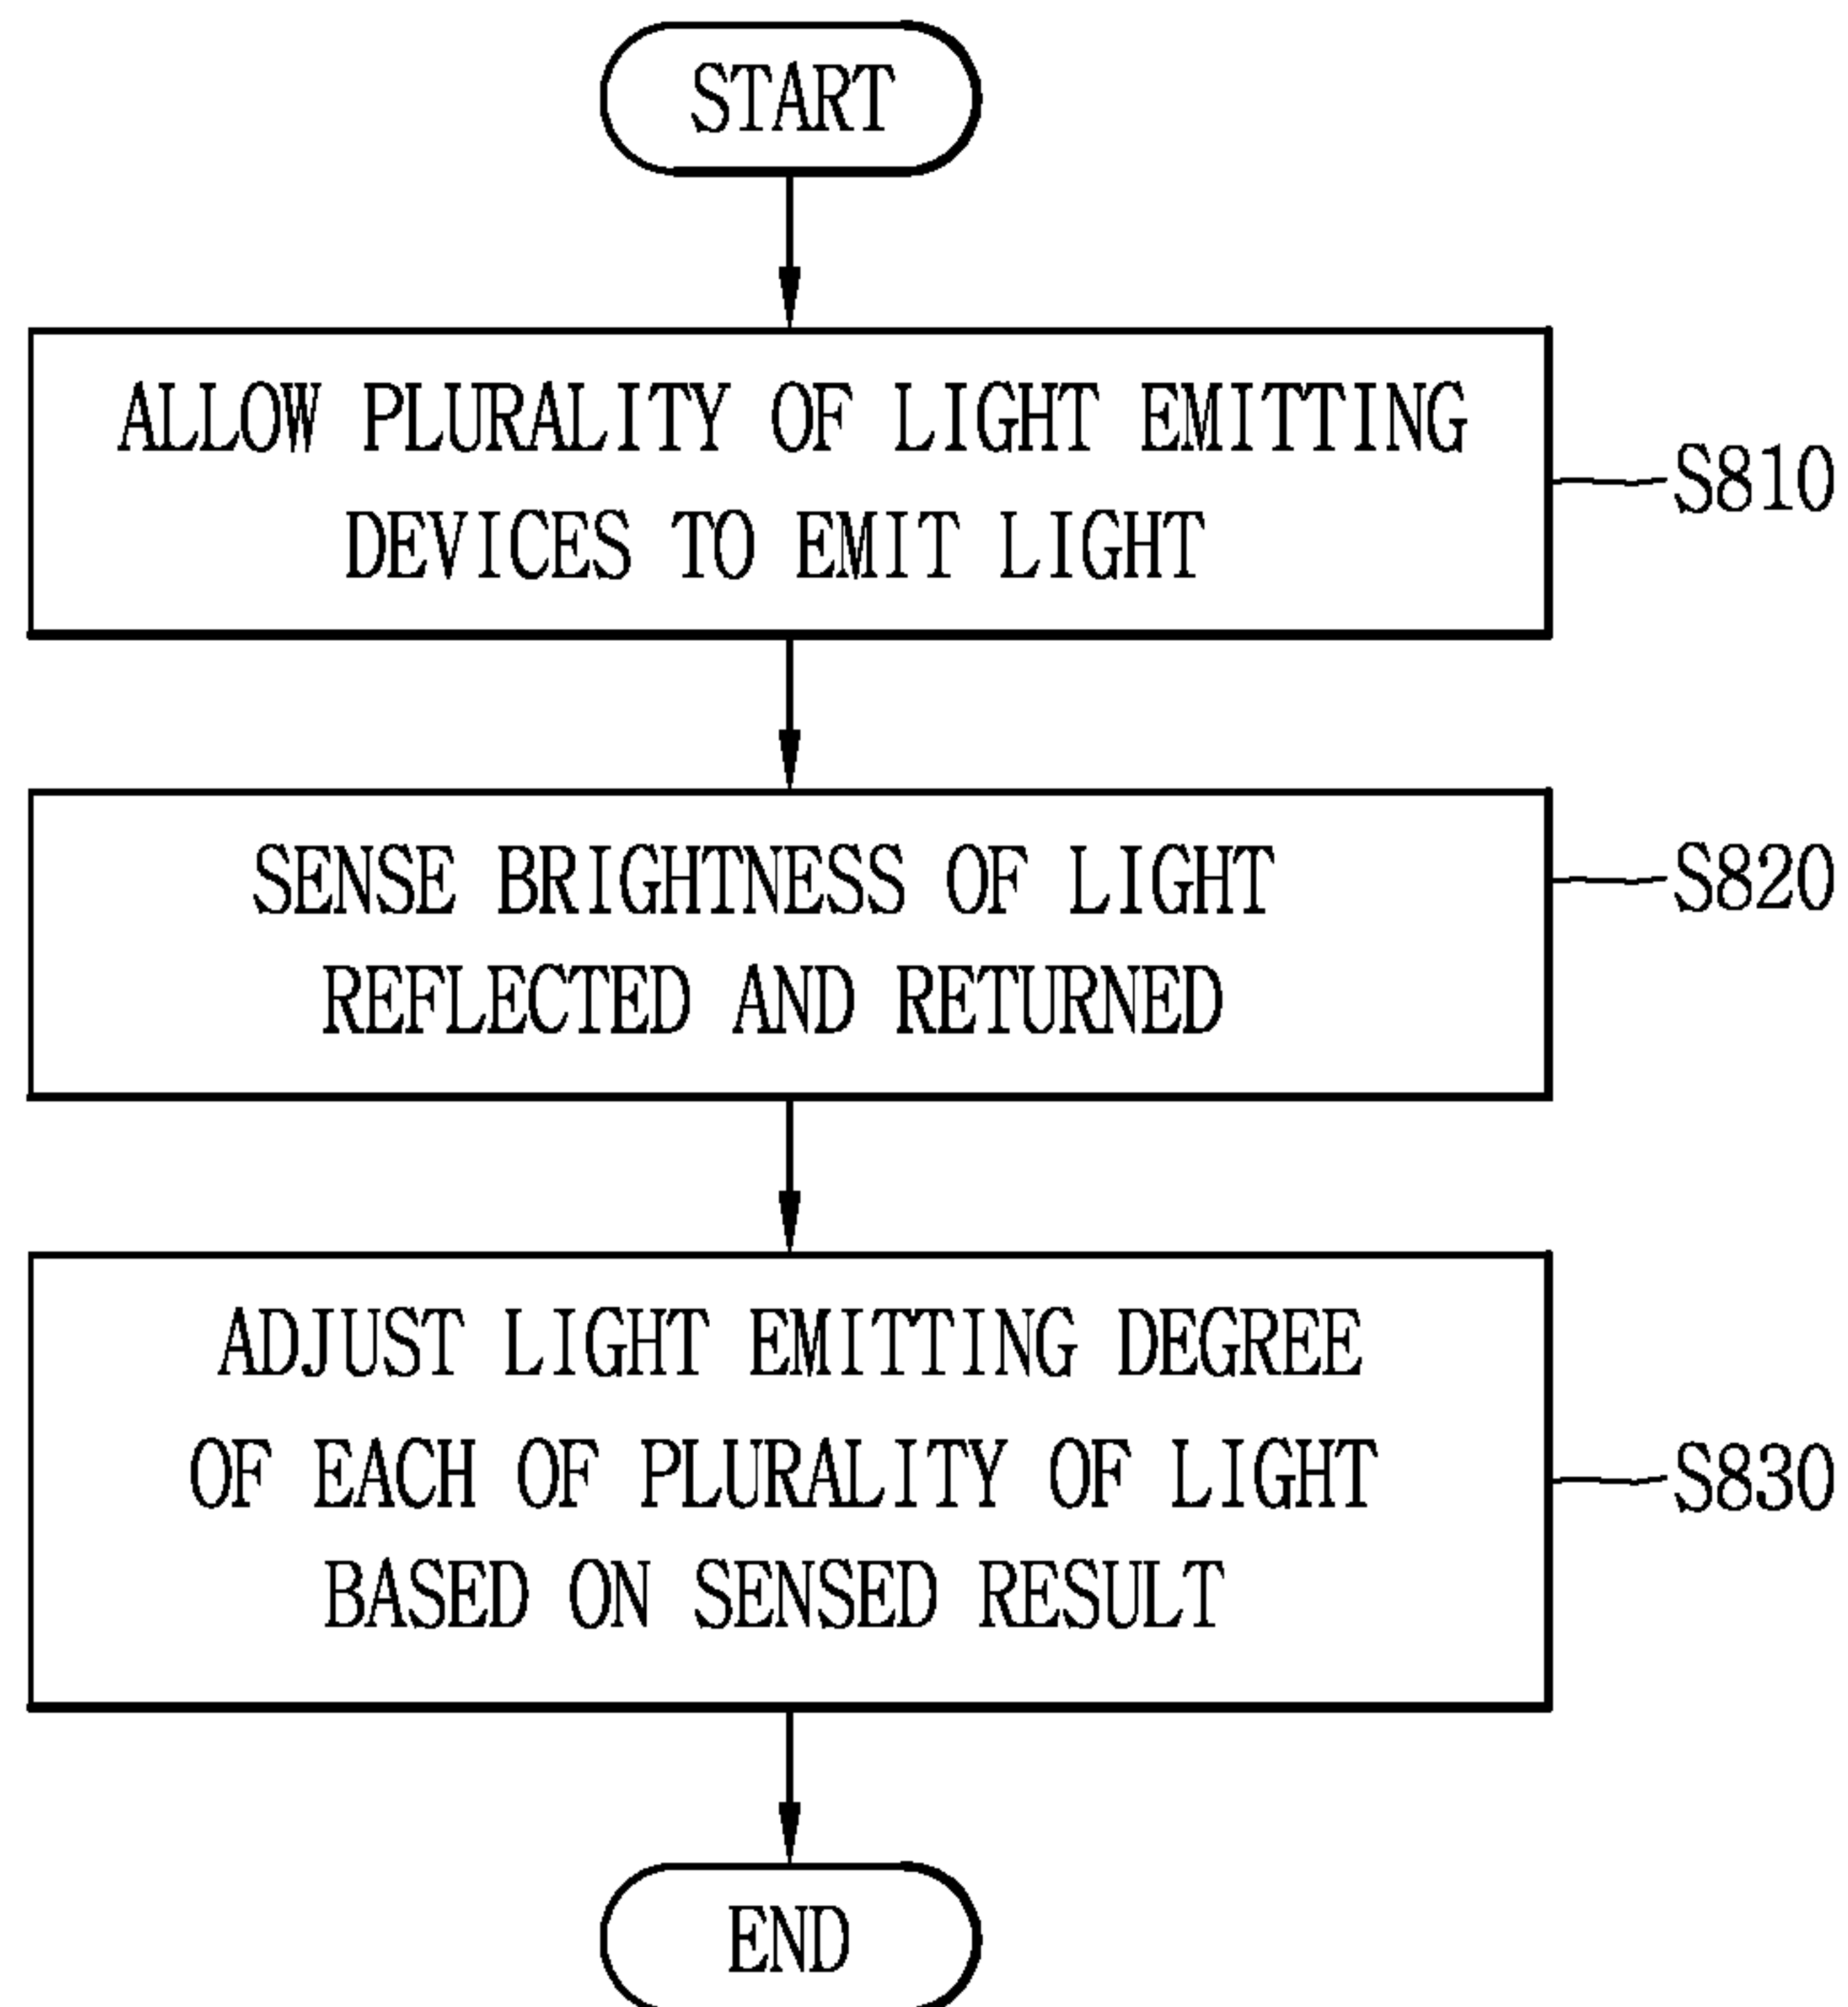 START
ALLOW PLURALITY OF LIGHT EMITTING
DEVICES TO EMIT LIGHT
S810
SENSE BRIGHTNESS OF LIGHT
REFLECTED AND RETURNED
S820
ADJUST LIGHT EMITTING DEGREE
OF EACH OF PLURALITY OF LIGHT
BASED ON SENSED RESULT
S830
END